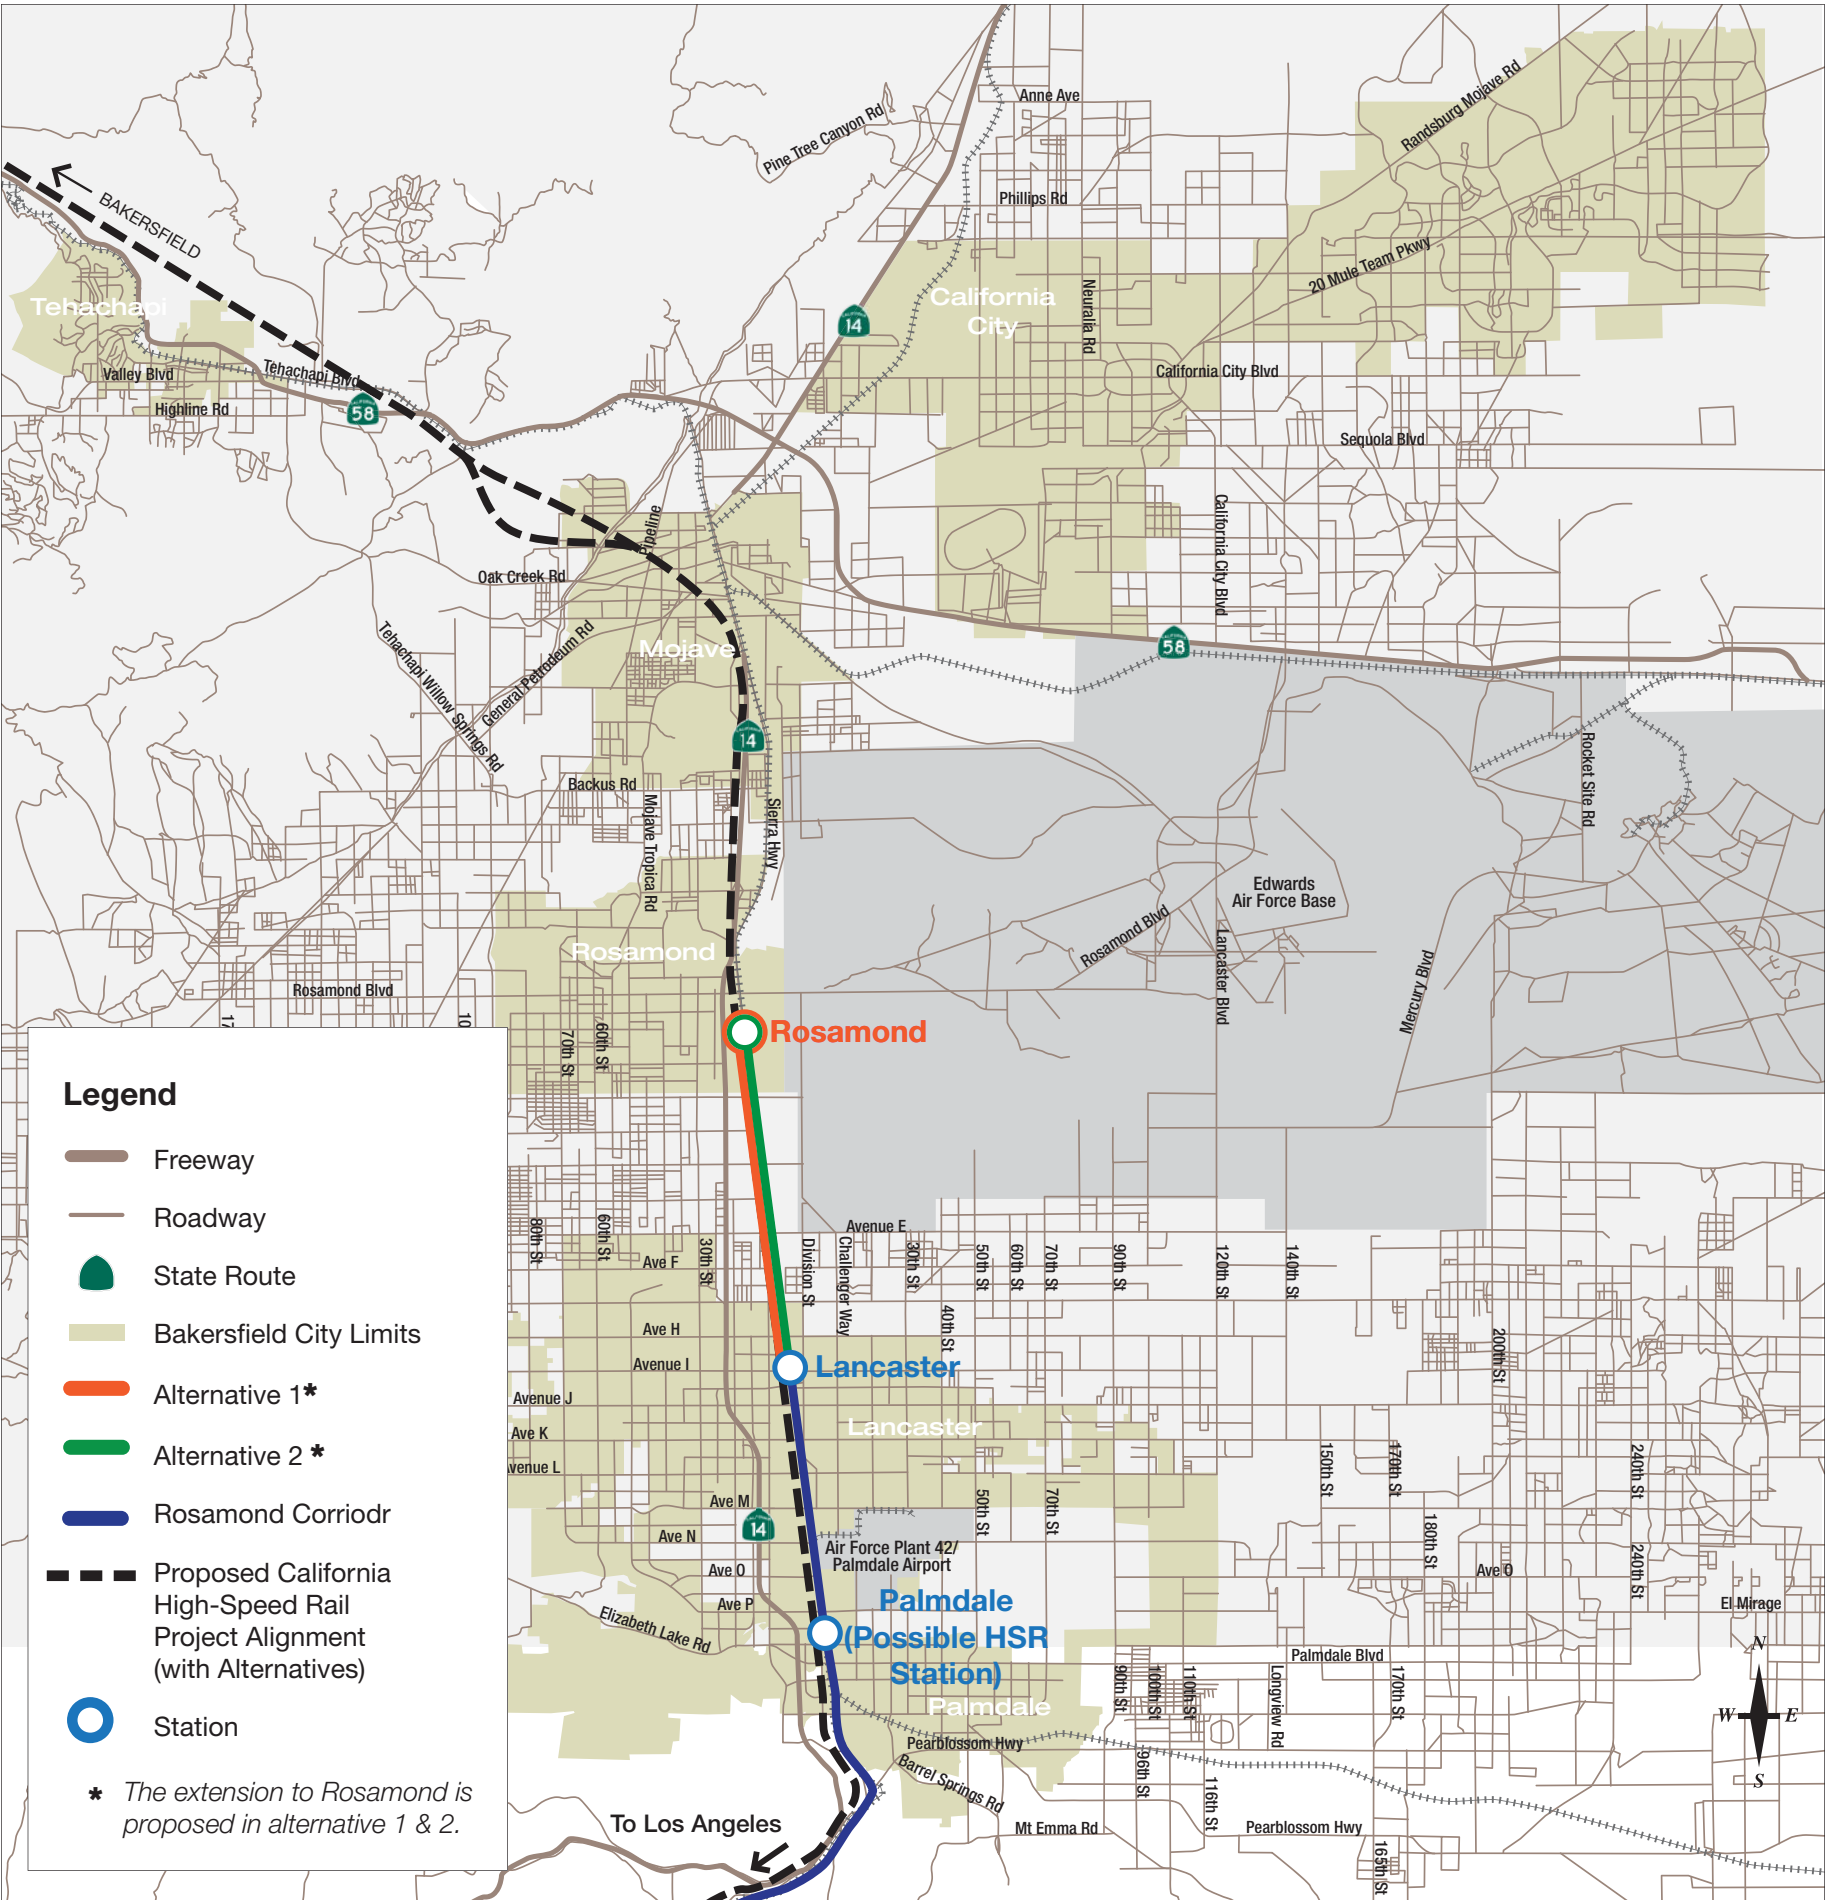 Anne Ave
Randsburg Mojave Rd
Pine Tree Canyon Rd
Phillips Rd
BAKERSFIELD
20 Mule Team Pkwy
Tehachapi
California
City
Neuralia Rd
CALIFORNIA
14
Valley Blvd
Tehachapi Blvd
California City Blvd
Highline Rd
CALIFORNIA
58
Sequola Blvd
California City Blvd
Pipeline
Oak Creek Rd
Tehachapi Willow Springs Rd
General Petrodeum Rd
Mojave
CALIFORNIA
58
CALIFORNIA
14
Rocket Site Rd
Backus Rd
Mojave Tropica Rd
Sierra Hwy
Edwards
Air Force Base
Rosamond Blvd
Lancaster Blvd
Mercury Blvd
Rosamond
Rosamond Blvd
17
10
70th St
60th St
Rosamond
Legend
Freeway
Roadway
State Route
Bakersfield City Limits
Alternative 1*
Alternative 2 *
Rosamond Corriodr
Proposed California
High-Speed Rail
Project Alignment
(with Alternatives)
Station
* The extension to Rosamond is
proposed in alternative 1 & 2.
80th St
60th St
30th St
Ave F
Division St
Challenger Way
Avenue E
30th St
40th St
50th St
60th St
70th St
90th St
120th St
140th St
Ave H
Avenue I
Lancaster
200th St
Avenue J
Ave K
Avenue L
Lancaster
150th St
170th St
240th St
Ave M
CALIFORNIA
14
Ave N
50th St
70th St
180th St
Air Force Plant 42/
Palmdale Airport
Ave O
Ave O
240th St
Ave P
Elizabeth Lake Rd
Palmdale
(Possible HSR
Station)
El Mirage
Palmdale Blvd
Palmdale
90th St
100th St
110th St
Longview Rd
170th St
N
W E
S
Pearblossom Hwy
Barrel Springs Rd
96th St
116th St
To Los Angeles
Mt Emma Rd
Pearblossom Hwy
165th St